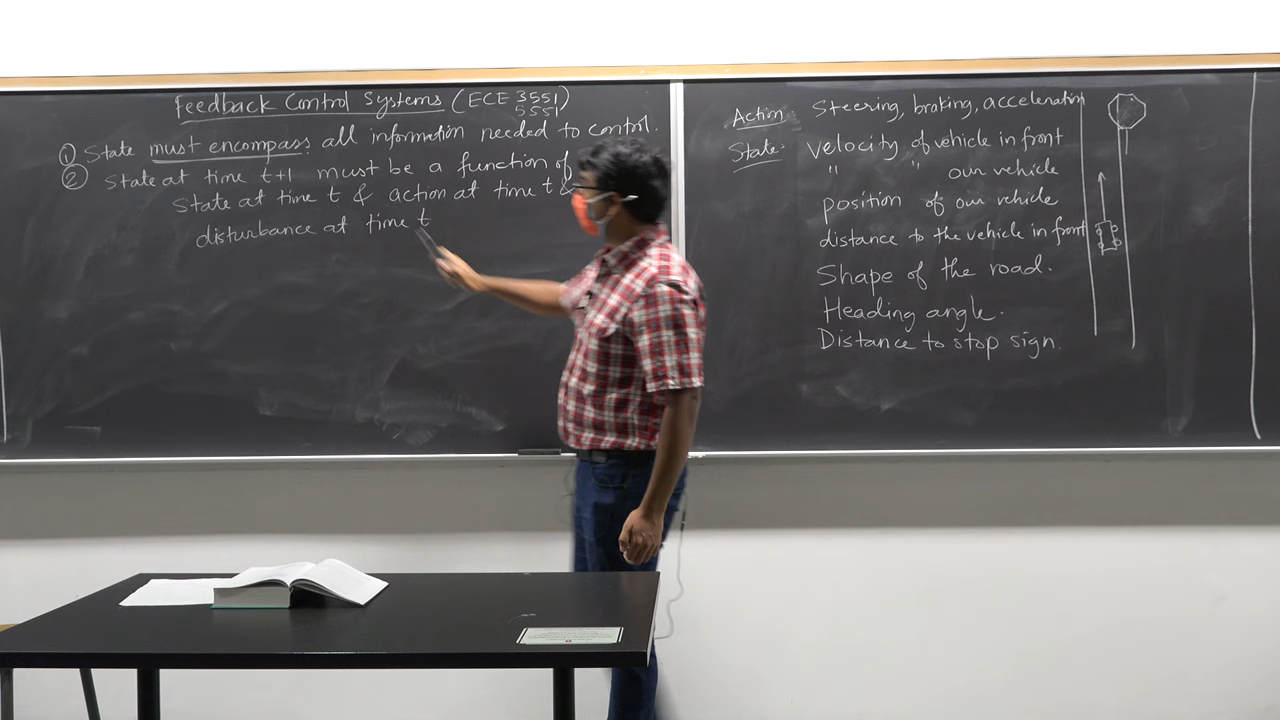 Feedback Control Systems (ECE 3551)
5551
① State must encompass all information needed to control.
② State at time t+1 must be a function of
State at time t & action at time t &
disturbance at time t
Action: Steering, braking, acceleration
State: Velocity of vehicle in front
" " our vehicle
position of our vehicle
distance to the vehicle in front
Shape of the road.
Heading angle.
Distance to stop sign.